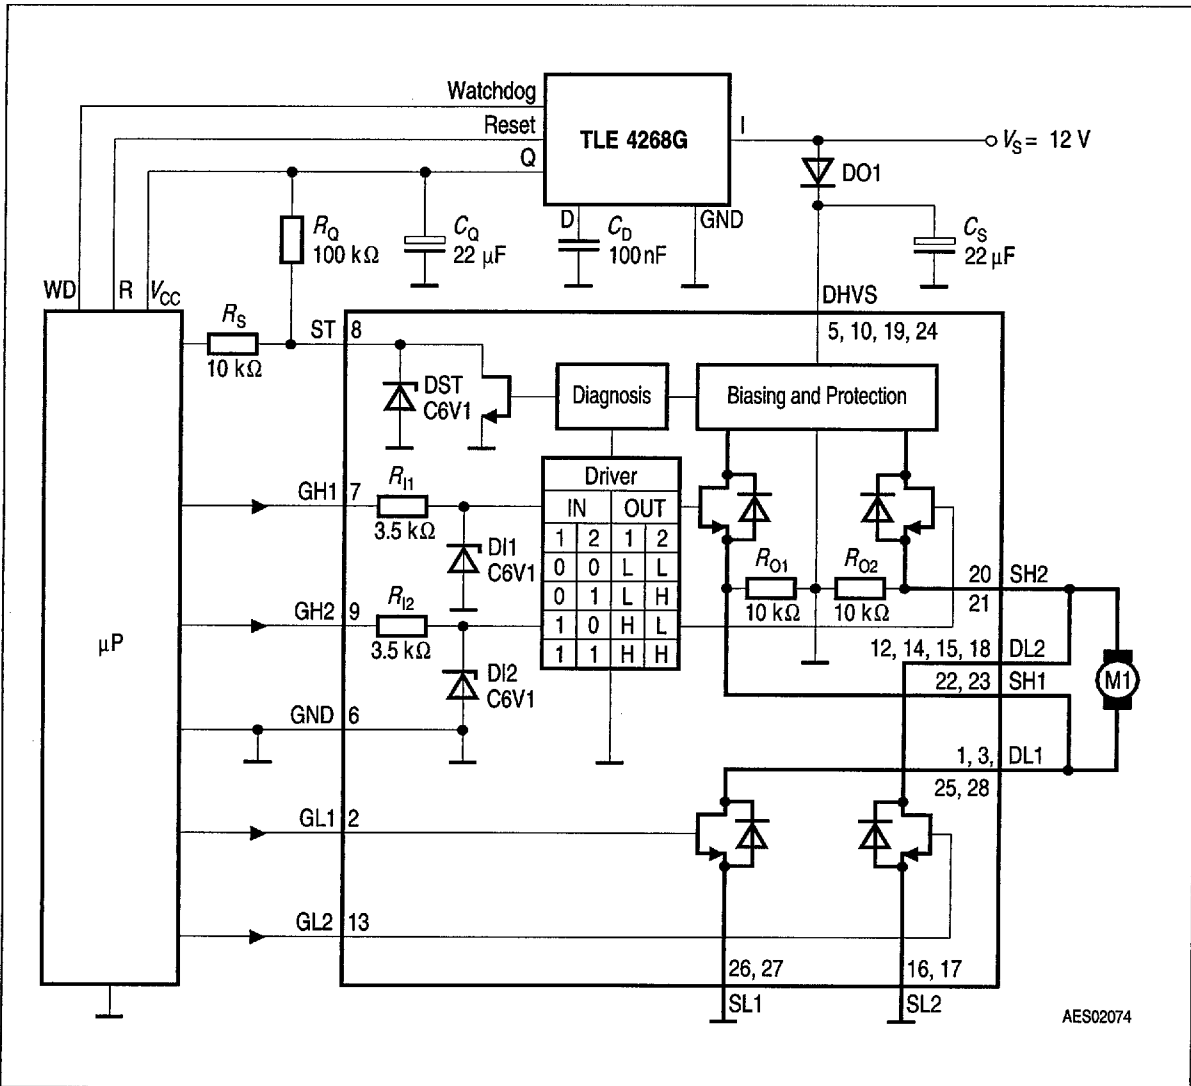 Watchdog
Reset
Q
TLE 4268G
I
V_S = 12 V
DO1
D
C_D
100 nF
GND
R_Q
100 kΩ
C_Q
22 µF
C_S
22 µF
WD
R
V_CC
DHVS
5, 10, 19, 24
R_S
10 kΩ
ST
8
DST
C6V1
Diagnosis
Biasing and Protection
GH1
7
R_I1
3.5 kΩ
DI1
C6V1
Driver
IN OUT
1 2 1 2
0 0 L L
0 1 L H
1 0 H L
1 1 H H
R_O1
10 kΩ
R_O2
10 kΩ
20
SH2
21
GH2
9
R_I2
3.5 kΩ
µP
12, 14, 15, 18
DL2
DI2
C6V1
22, 23
SH1
M1
GND
6
1, 3,
DL1
25, 28
GL1
2
GL2
13
26, 27
16, 17
SL1
SL2
AES02074